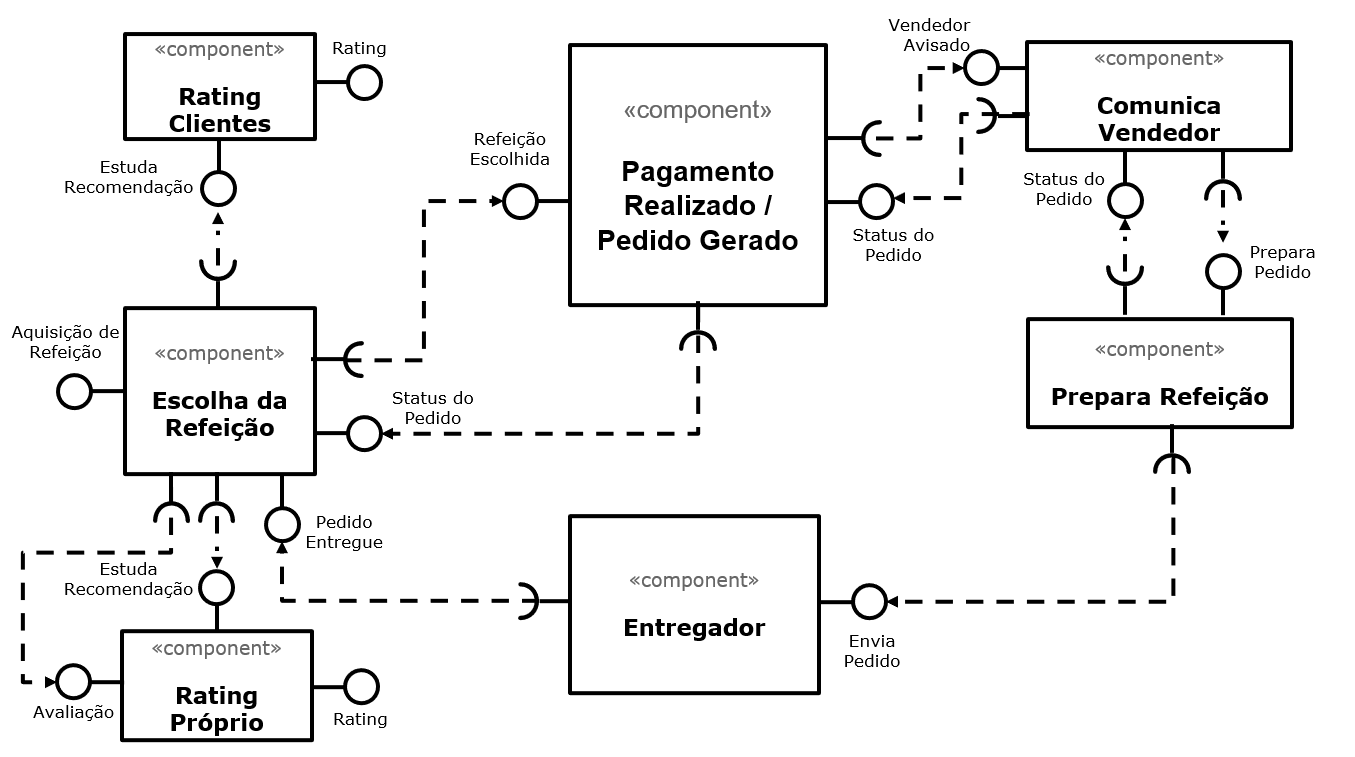 «component»
Rating
Clientes
Rating
Estuda
Recomendação
Aquisição de
Refeição
«component»
Escolha da
Refeição
Refeição
Escolhida
Status do
Pedido
Pedido
Entregue
Estuda
Recomendação
«component»
Rating
Próprio
Avaliação
Rating
«component»
Pagamento
Realizado /
Pedido Gerado
Vendedor
Avisado
Status do
Pedido
«component»
Comunica
Vendedor
Status do
Pedido
Prepara
Pedido
«component»
Prepara Refeição
«component»
Entregador
Envia
Pedido